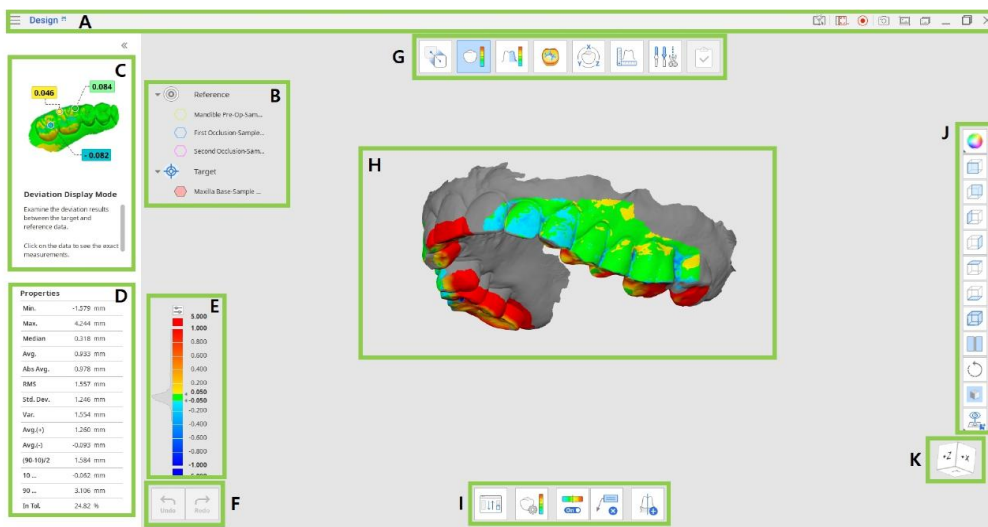 A
Design
«
C
0.046
0.084
- 0.082
Deviation Display Mode
Examine the deviation results
between the target and
reference data.
Click on the data to see the exact
measurements.
B
Reference
Mandible Pre-Op-Sam...
First Occlusion-Sample...
Second Occlusion-Sam...
Target
Maxilla Base-Sample ...
G
X
Y
Z
H
J
D
Properties
Min. -1.579 mm
Max. 4.244 mm
Median 0.318 mm
Avg. 0.933 mm
Abs Avg. 0.978 mm
RMS 1.557 mm
Std. Dev. 1.246 mm
Var. 1.554 mm
Avg.(+) 1.260 mm
Avg.(-) -0.093 mm
(90-10)/2 1.584 mm
10 ... -0.062 mm
90 ... 3.106 mm
In Tol. 24.82 %
E
5.000
1.000
0.800
0.600
0.400
0.200
0.050
-0.050
-0.200
-0.400
-0.600
-0.800
-1.000
F
Undo
Redo
I
On
K
-Z
+X